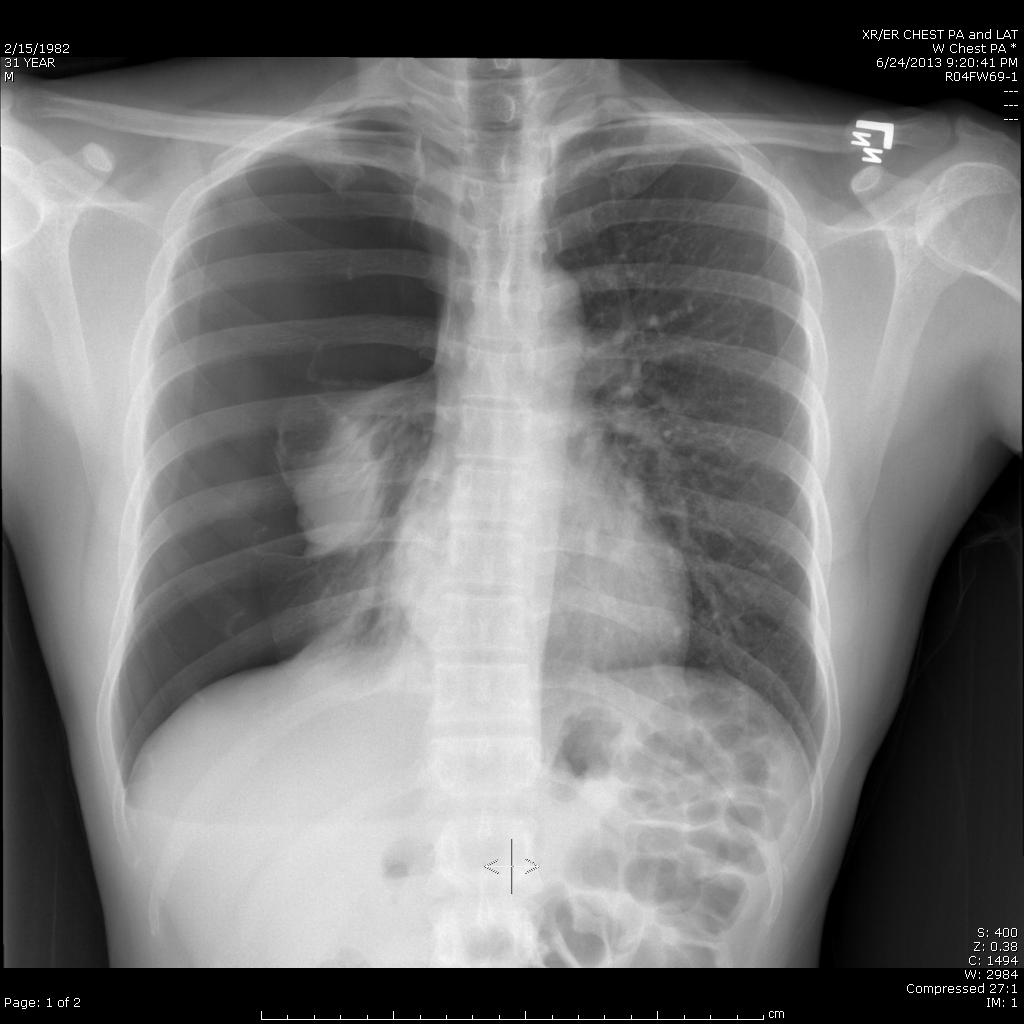 2/15/1982
31 YEAR
M
XR/ER CHEST PA and LAT
W Chest PA *
6/24/2013 9:20:41 PM
R04FW69-1
---
---
---
L
S: 400
Z: 0.38
C: 1494
W: 2984
Compressed 27:1
IM: 1
Page: 1 of 2
cm